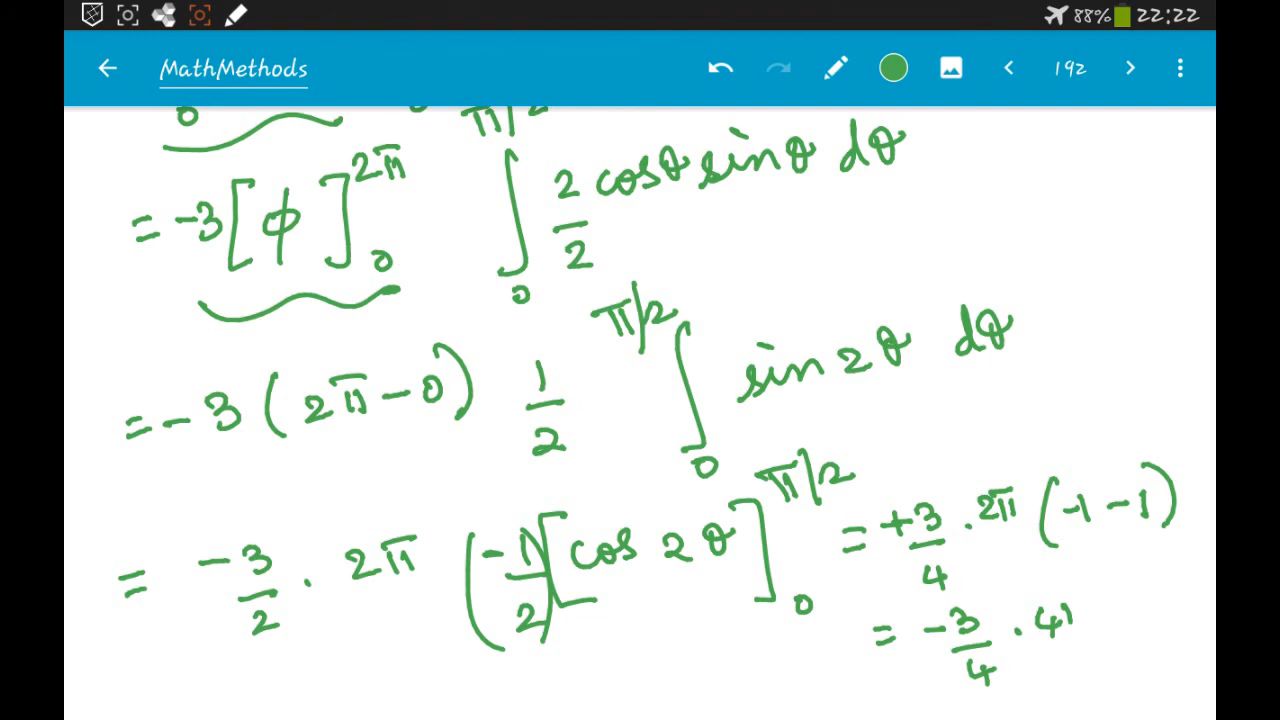 88% 22:22
MathMethods 192
0 π/2
= -3 [φ]₀^{2π} ∫₀ 2/2 cosθ sinθ dθ
= -3 (2π - 0) 1/2 ∫₀^{π/2} sin 2θ dθ
= -3/2 · 2π (-1/2) [cos 2θ]₀^{π/2} = +3/4 · 2π (-1 - 1)
= -3/4 · 4